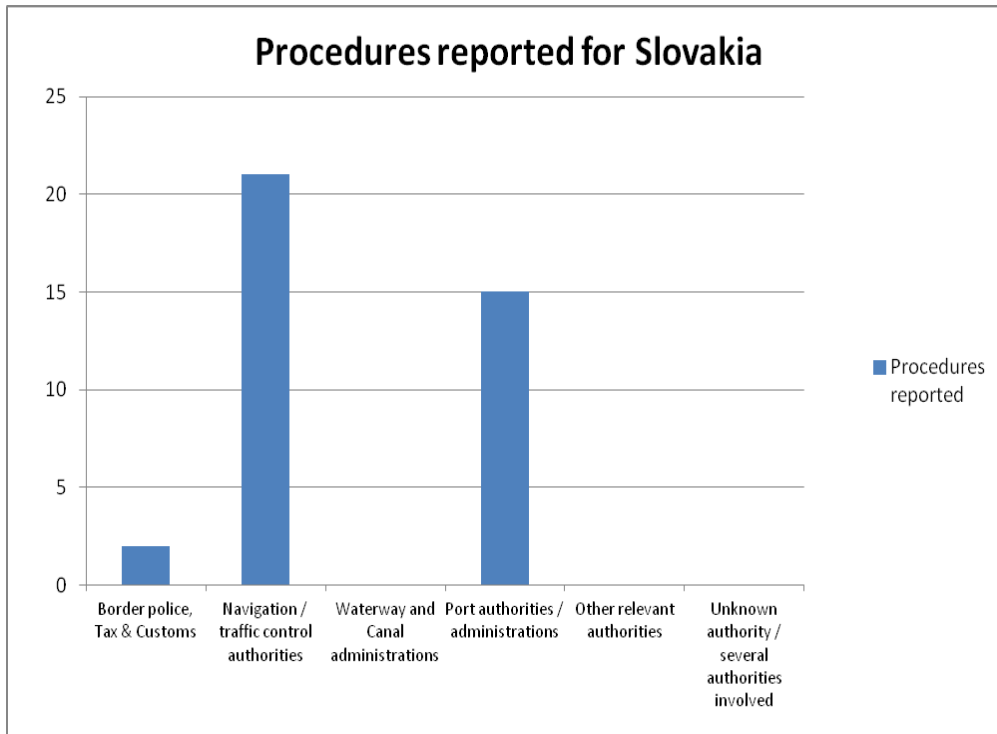 Procedures reported for Slovakia
25
20
15
10
5
0
Border police,
Tax & Customs
Navigation /
traffic control
authorities
Waterway and
Canal
administrations
Port authorities /
administrations
Other relevant
authorities
Unknown
authority /
several
authorities
involved
Procedures
reported